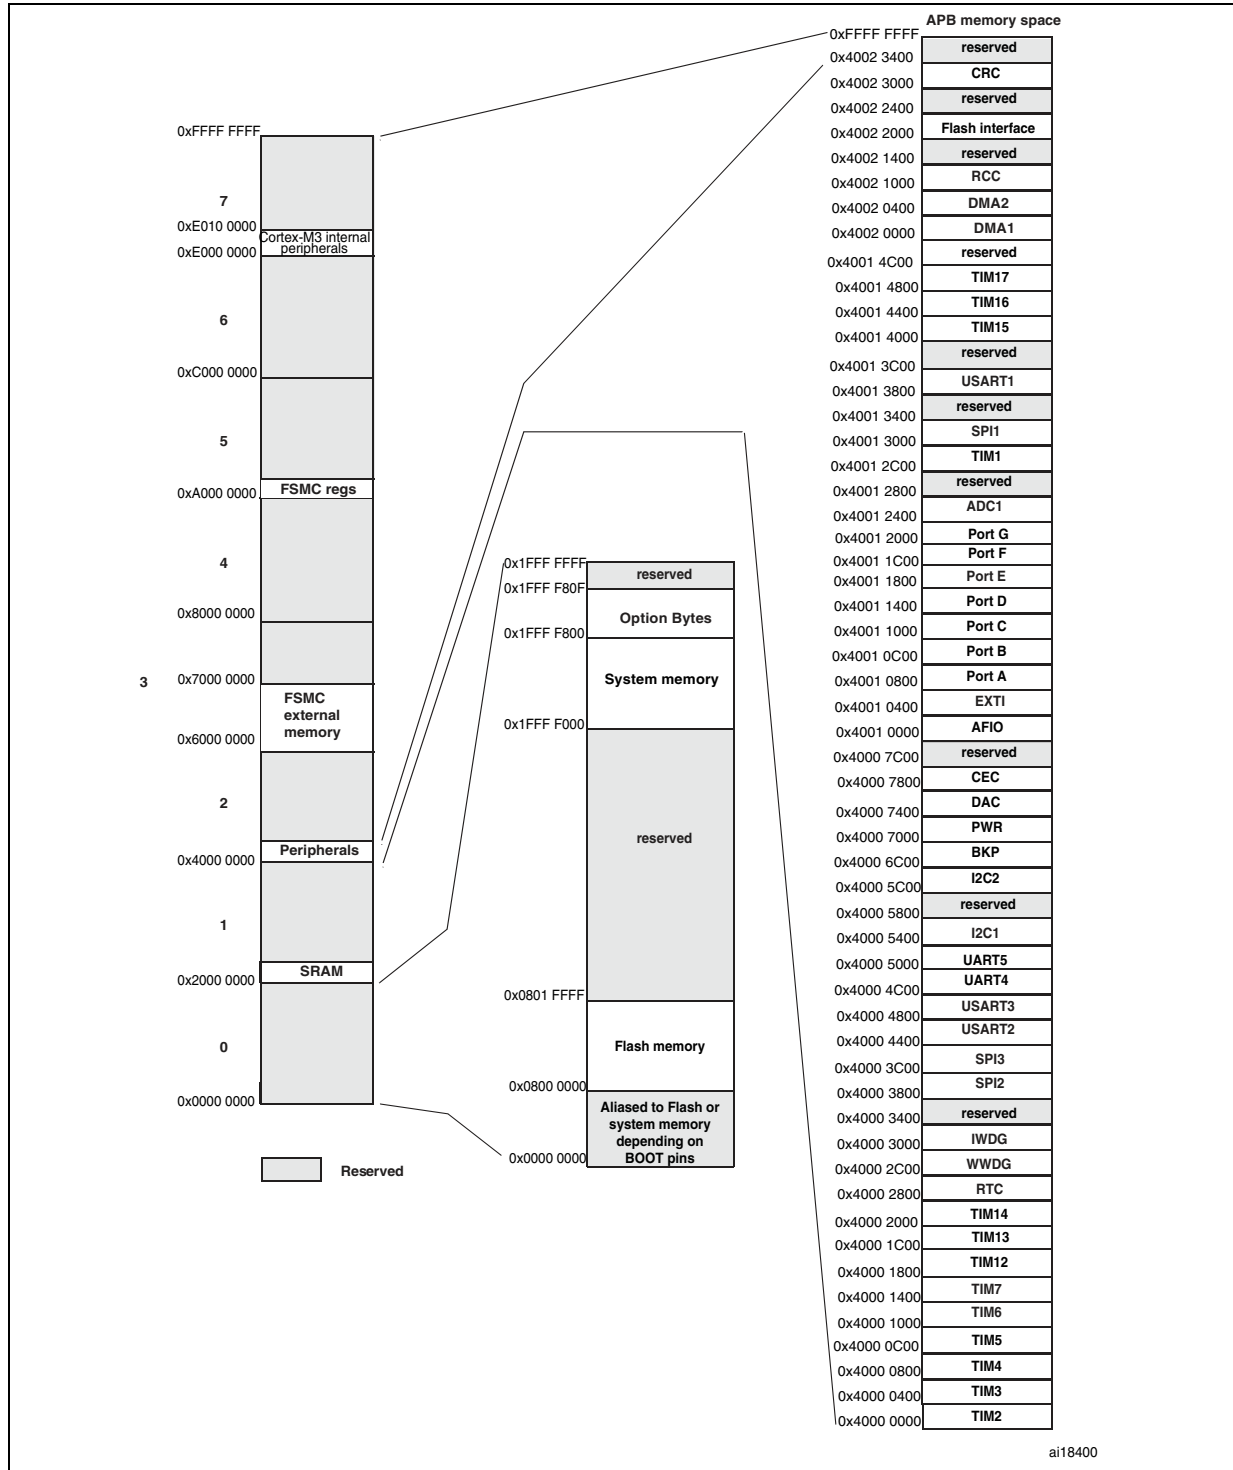 0xFFFF FFFF
7
0xE010 0000
Cortex-M3 internal
peripherals
0xE000 0000
6
0xC000 0000
5
FSMC regs
0xA000 0000
4
0x8000 0000
3
0x7000 0000
FSMC
external
memory
0x6000 0000
2
Peripherals
0x4000 0000
1
SRAM
0x2000 0000
0
0x0000 0000
Reserved
0x1FFF FFFF
reserved
0x1FFF F80F
Option Bytes
0x1FFF F800
System memory
0x1FFF F000
reserved
0x0801 FFFF
Flash memory
0x0800 0000
Aliased to Flash or
system memory
depending on
BOOT pins
0x0000 0000
APB memory space
0xFFFF FFFF
reserved
0x4002 3400
CRC
0x4002 3000
reserved
0x4002 2400
Flash interface
0x4002 2000
reserved
0x4002 1400
RCC
0x4002 1000
DMA2
0x4002 0400
DMA1
0x4002 0000
reserved
0x4001 4C00
TIM17
0x4001 4800
TIM16
0x4001 4400
TIM15
0x4001 4000
reserved
0x4001 3C00
USART1
0x4001 3800
reserved
0x4001 3400
SPI1
0x4001 3000
TIM1
0x4001 2C00
reserved
0x4001 2800
ADC1
0x4001 2400
Port G
0x4001 2000
Port F
0x4001 1C00
Port E
0x4001 1800
Port D
0x4001 1400
Port C
0x4001 1000
Port B
0x4001 0C00
Port A
0x4001 0800
EXTI
0x4001 0400
AFIO
0x4001 0000
reserved
0x4000 7C00
CEC
0x4000 7800
DAC
0x4000 7400
PWR
0x4000 7000
BKP
0x4000 6C00
I2C2
0x4000 5C00
reserved
0x4000 5800
I2C1
0x4000 5400
UART5
0x4000 5000
UART4
0x4000 4C00
USART3
0x4000 4800
USART2
0x4000 4400
SPI3
0x4000 3C00
SPI2
0x4000 3800
reserved
0x4000 3400
IWDG
0x4000 3000
WWDG
0x4000 2C00
RTC
0x4000 2800
TIM14
0x4000 2000
TIM13
0x4000 1C00
TIM12
0x4000 1800
TIM7
0x4000 1400
TIM6
0x4000 1000
TIM5
0x4000 0C00
TIM4
0x4000 0800
TIM3
0x4000 0400
TIM2
0x4000 0000
ai18400